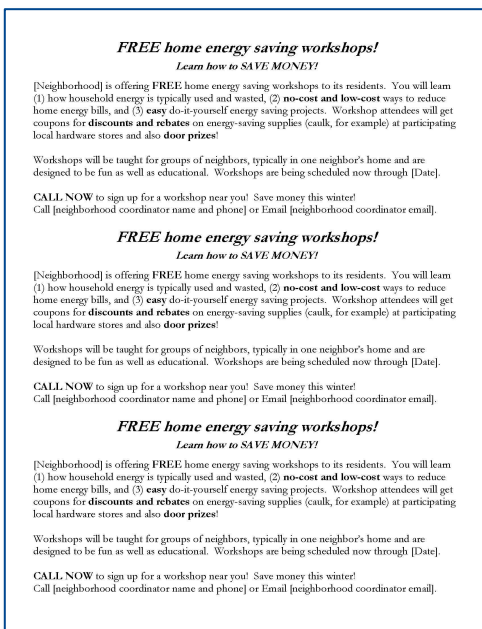 FREE home energy saving workshops!
Learn how to SAVE MONEY!
[Neighborhood] is offering FREE home energy saving workshops to its residents.  You will learn
(1) how household energy is typically used and wasted, (2) no-cost and low-cost ways to reduce
home energy bills, and (3) easy do-it-yourself energy saving projects.  Workshop attendees will get
coupons for discounts and rebates on energy-saving supplies (caulk, for example) at participating
local hardware stores and also door prizes!
Workshops will be taught for groups of neighbors, typically in one neighbor's home and are
designed to be fun as well as educational.  Workshops are being scheduled now through [Date].
CALL NOW to sign up for a workshop near you!  Save money this winter!
Call [neighborhood coordinator name and phone] or Email [neighborhood coordinator email].
FREE home energy saving workshops!
Learn how to SAVE MONEY!
[Neighborhood] is offering FREE home energy saving workshops to its residents.  You will learn
(1) how household energy is typically used and wasted, (2) no-cost and low-cost ways to reduce
home energy bills, and (3) easy do-it-yourself energy saving projects.  Workshop attendees will get
coupons for discounts and rebates on energy-saving supplies (caulk, for example) at participating
local hardware stores and also door prizes!
Workshops will be taught for groups of neighbors, typically in one neighbor's home and are
designed to be fun as well as educational.  Workshops are being scheduled now through [Date].
CALL NOW to sign up for a workshop near you!  Save money this winter!
Call [neighborhood coordinator name and phone] or Email [neighborhood coordinator email].
FREE home energy saving workshops!
Learn how to SAVE MONEY!
[Neighborhood] is offering FREE home energy saving workshops to its residents.  You will learn
(1) how household energy is typically used and wasted, (2) no-cost and low-cost ways to reduce
home energy bills, and (3) easy do-it-yourself energy saving projects.  Workshop attendees will get
coupons for discounts and rebates on energy-saving supplies (caulk, for example) at participating
local hardware stores and also door prizes!
Workshops will be taught for groups of neighbors, typically in one neighbor's home and are
designed to be fun as well as educational.  Workshops are being scheduled now through [Date].
CALL NOW to sign up for a workshop near you!  Save money this winter!
Call [neighborhood coordinator name and phone] or Email [neighborhood coordinator email].